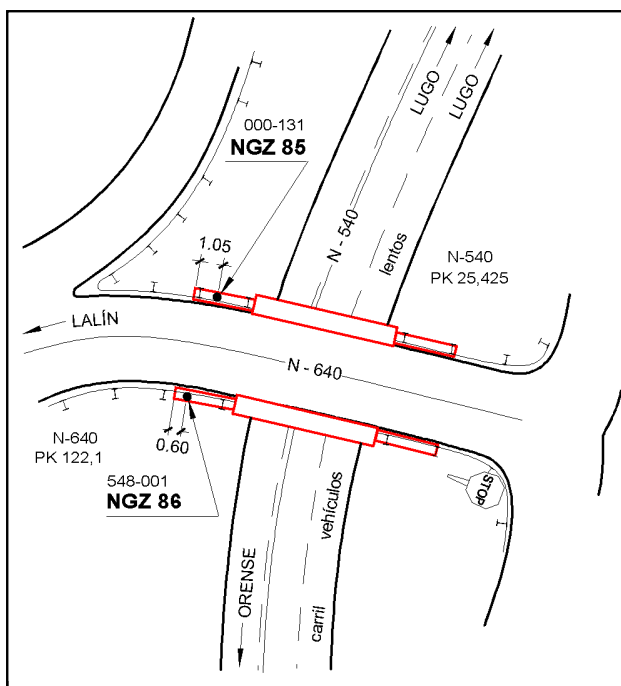 LUGO
LUGO
000-131
NGZ 85
1.05
N - 540
lentos
N-540
PK 25,425
LALÍN
N - 640
N-640
PK 122,1
0.60
548-001
NGZ 86
STOP
vehículos
ORENSE
carril